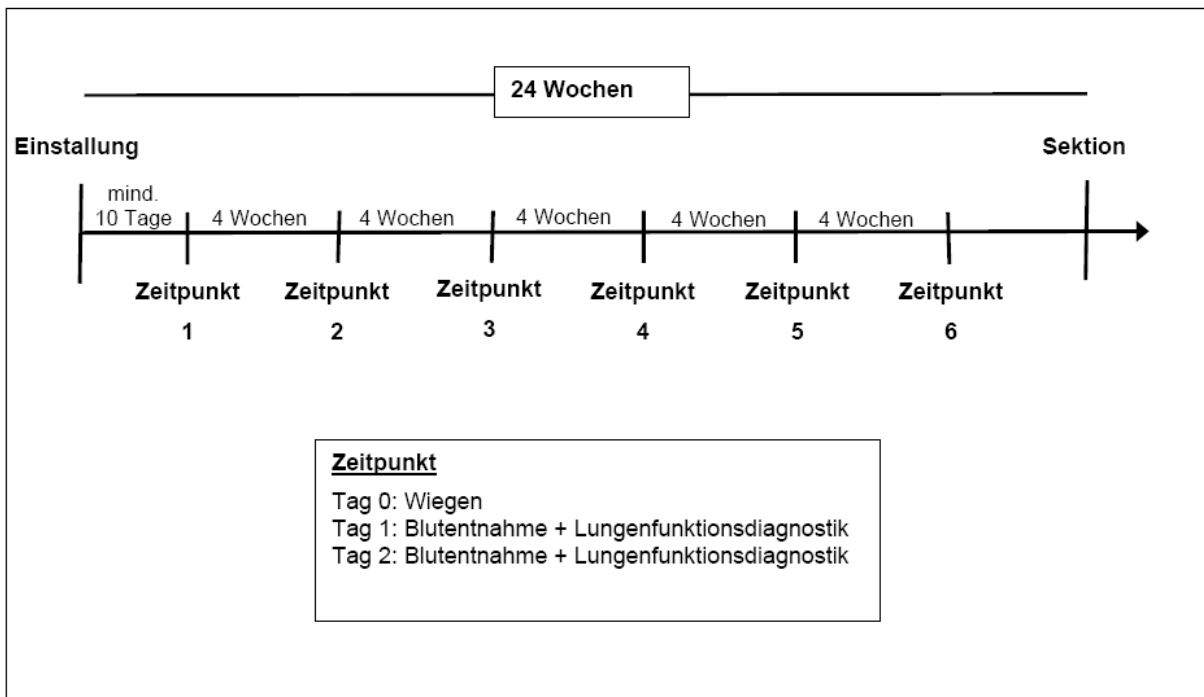 24 Wochen
Einstallung
Sektion
mind.
10 Tage
4 Wochen
4 Wochen
4 Wochen
4 Wochen
4 Wochen
Zeitpunkt
1
Zeitpunkt
2
Zeitpunkt
3
Zeitpunkt
4
Zeitpunkt
5
Zeitpunkt
6
Zeitpunkt
Tag 0: Wiegen
Tag 1: Blutentnahme + Lungenfunktionsdiagnostik
Tag 2: Blutentnahme + Lungenfunktionsdiagnostik